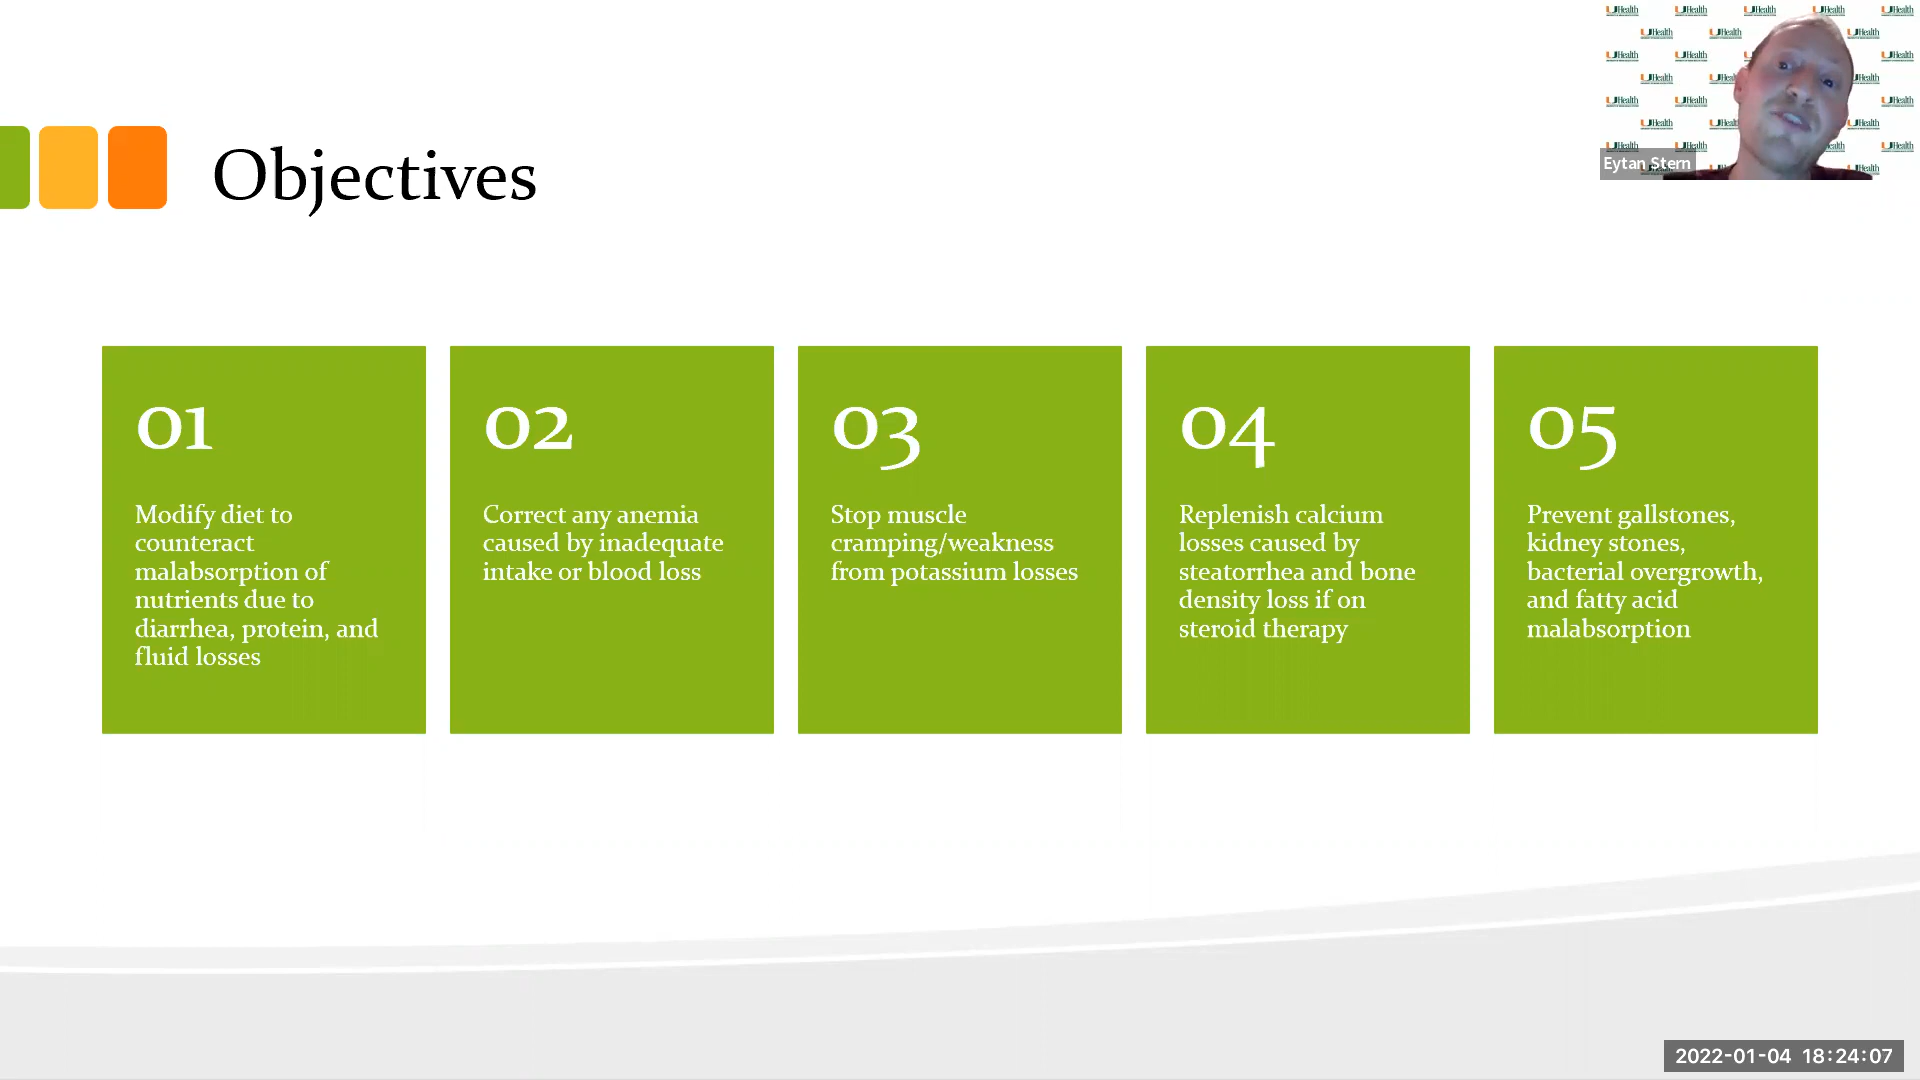 Objectives
UHealth
Eytan Stern
01
Modify diet to
counteract
malabsorption of
nutrients due to
diarrhea, protein, and
fluid losses
02
Correct any anemia
caused by inadequate
intake or blood loss
03
Stop muscle
cramping/weakness
from potassium losses
04
Replenish calcium
losses caused by
steatorrhea and bone
density loss if on
steroid therapy
05
Prevent gallstones,
kidney stones,
bacterial overgrowth,
and fatty acid
malabsorption
2022-01-04 18:24:07